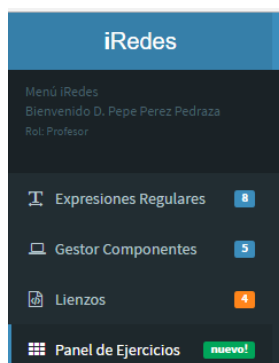 iRedes
Menú iRedes
Bienvenido D. Pepe Perez Pedraza
Rol: Profesor
Expresiones Regulares 8
Gestor Componentes 5
Lienzos 4
Panel de Ejercicios nuevo!